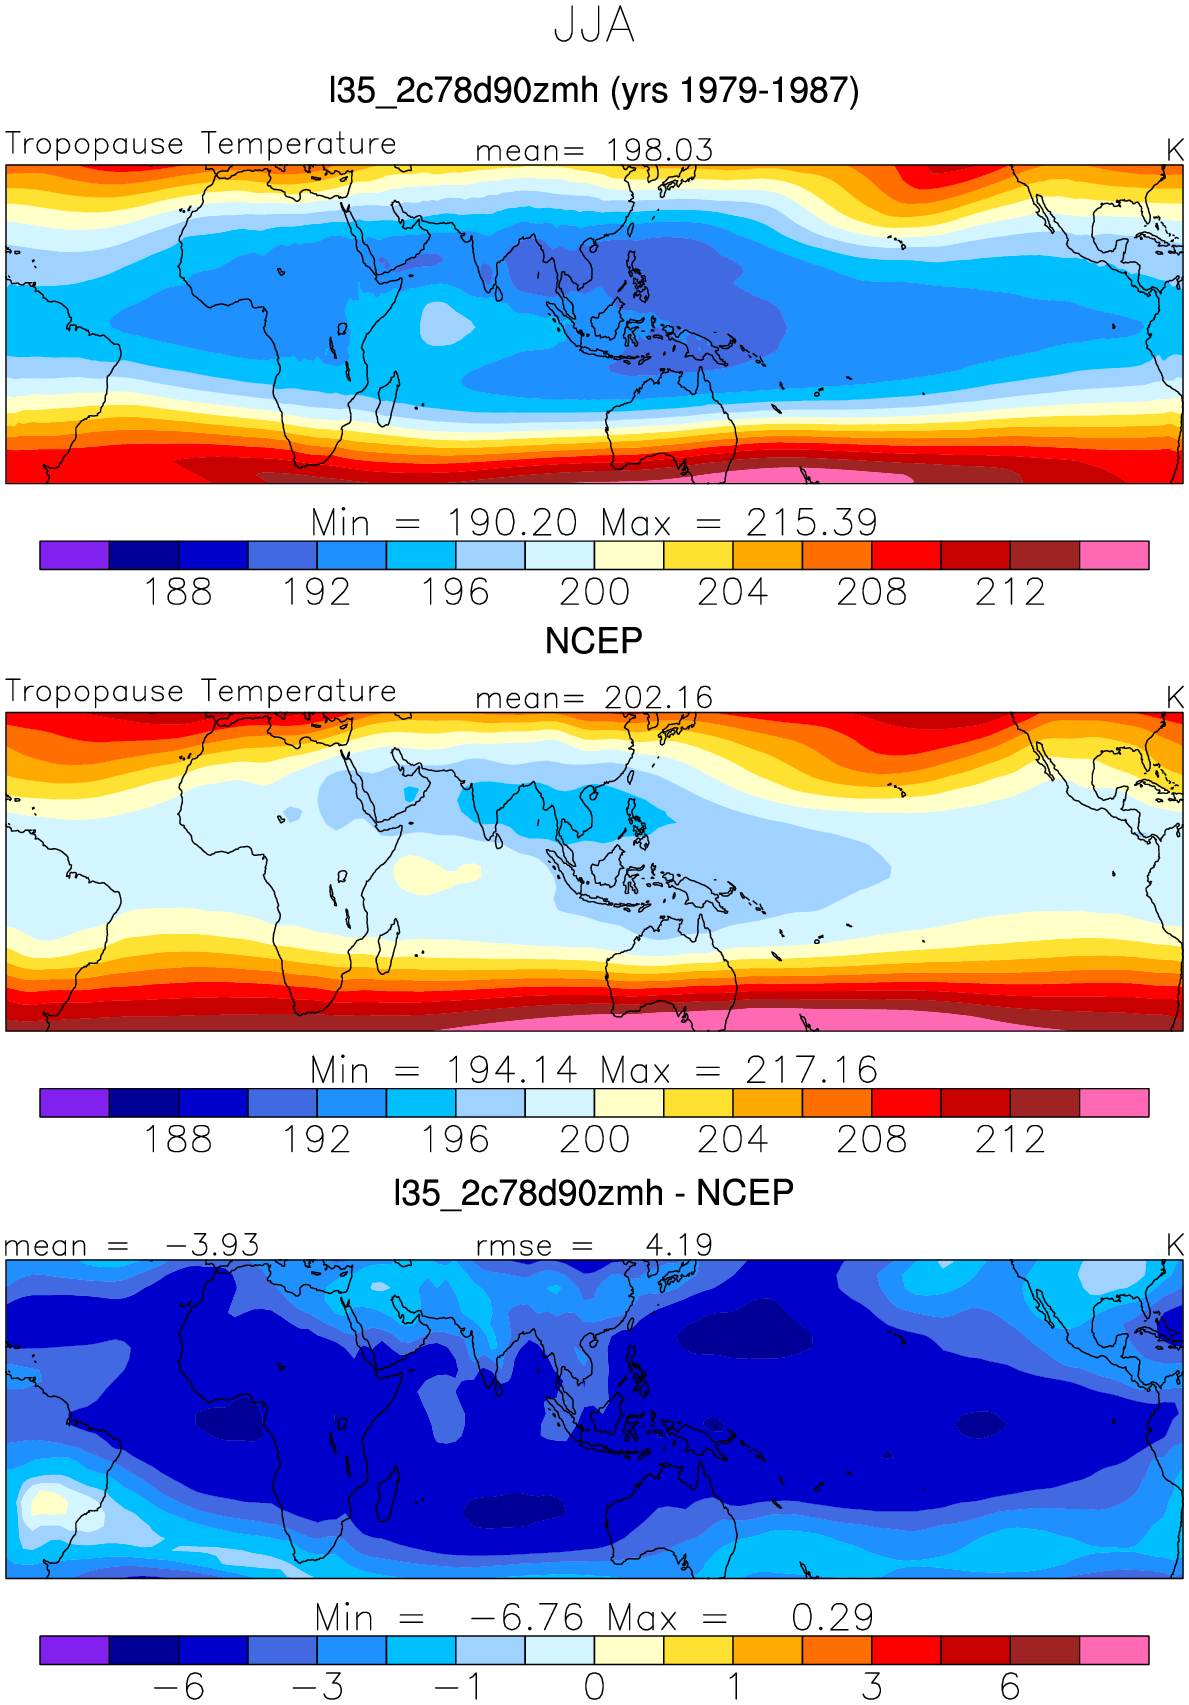 JJA
l35_2c78d90zmh (yrs 1979-1987)
Tropopause Temperature mean= 198.03 K
Min = 190.20 Max = 215.39
188 192 196 200 204 208 212
NCEP
Tropopause Temperature mean= 202.16 K
Min = 194.14 Max = 217.16
188 192 196 200 204 208 212
l35_2c78d90zmh - NCEP
mean = -3.93 rmse = 4.19 K
Min = -6.76 Max = 0.29
-6 -3 -1 0 1 3 6